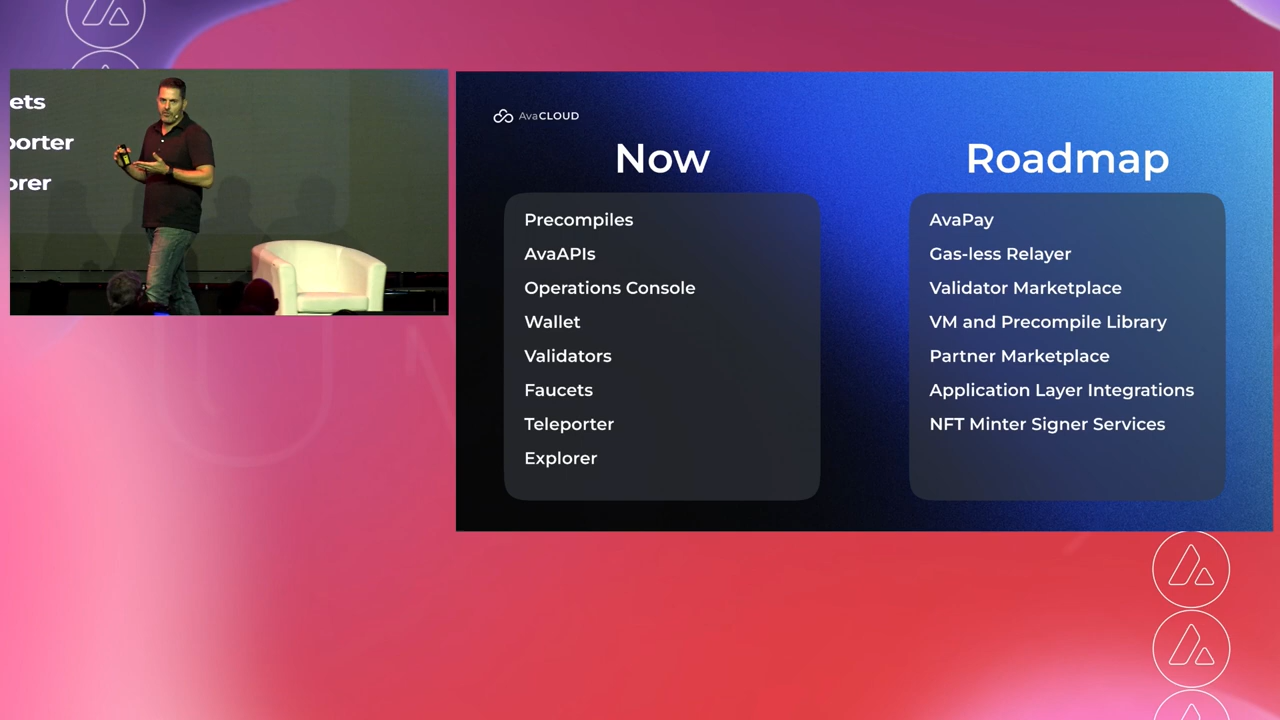 ets
porter
orer
AvaCLOUD
Now
Precompiles
AvaAPIs
Operations Console
Wallet
Validators
Faucets
Teleporter
Explorer
Roadmap
AvaPay
Gas-less Relayer
Validator Marketplace
VM and Precompile Library
Partner Marketplace
Application Layer Integrations
NFT Minter Signer Services